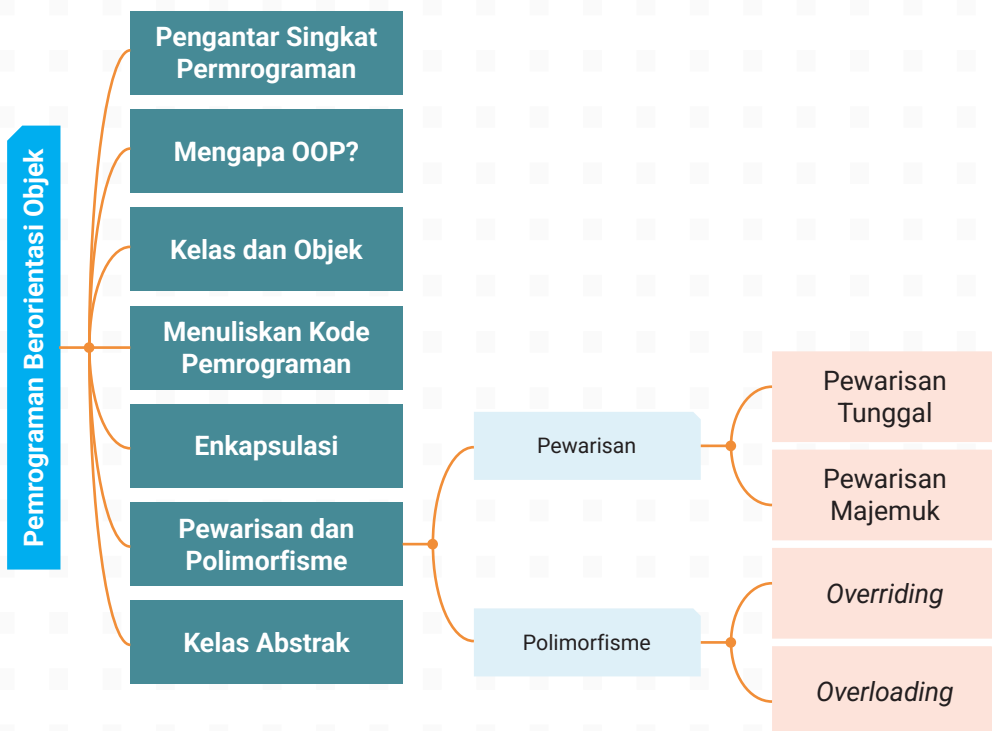 Pemrograman Berorientasi Objek
Pengantar Singkat
Permrograman
Mengapa OOP?
Kelas dan Objek
Menuliskan Kode
Pemrograman
Enkapsulasi
Pewarisan dan
Polimorfisme
Kelas Abstrak
Pewarisan
Polimorfisme
Pewarisan
Tunggal
Pewarisan
Majemuk
Overriding
Overloading